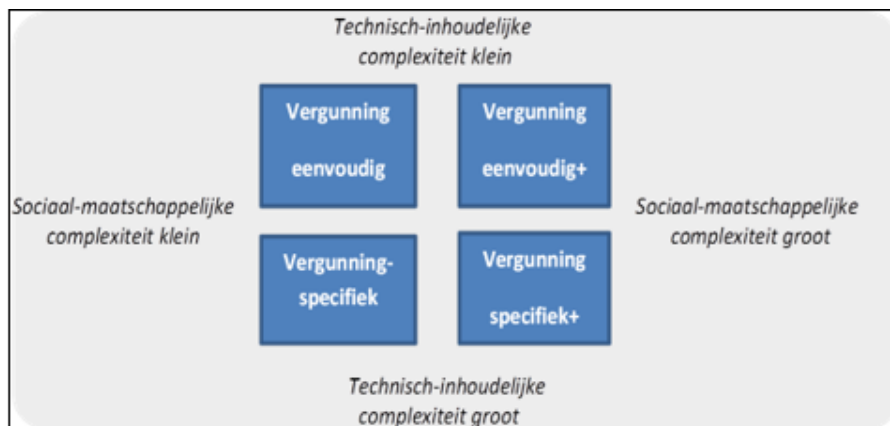 Technisch-inhoudelijke
complexiteit klein
Vergunning
eenvoudig
Vergunning
eenvoudig+
Sociaal-maatschappelijke
complexiteit klein
Sociaal-maatschappelijke
complexiteit groot
Vergunning-
specifiek
Vergunning
specifiek+
Technisch-inhoudelijke
complexiteit groot